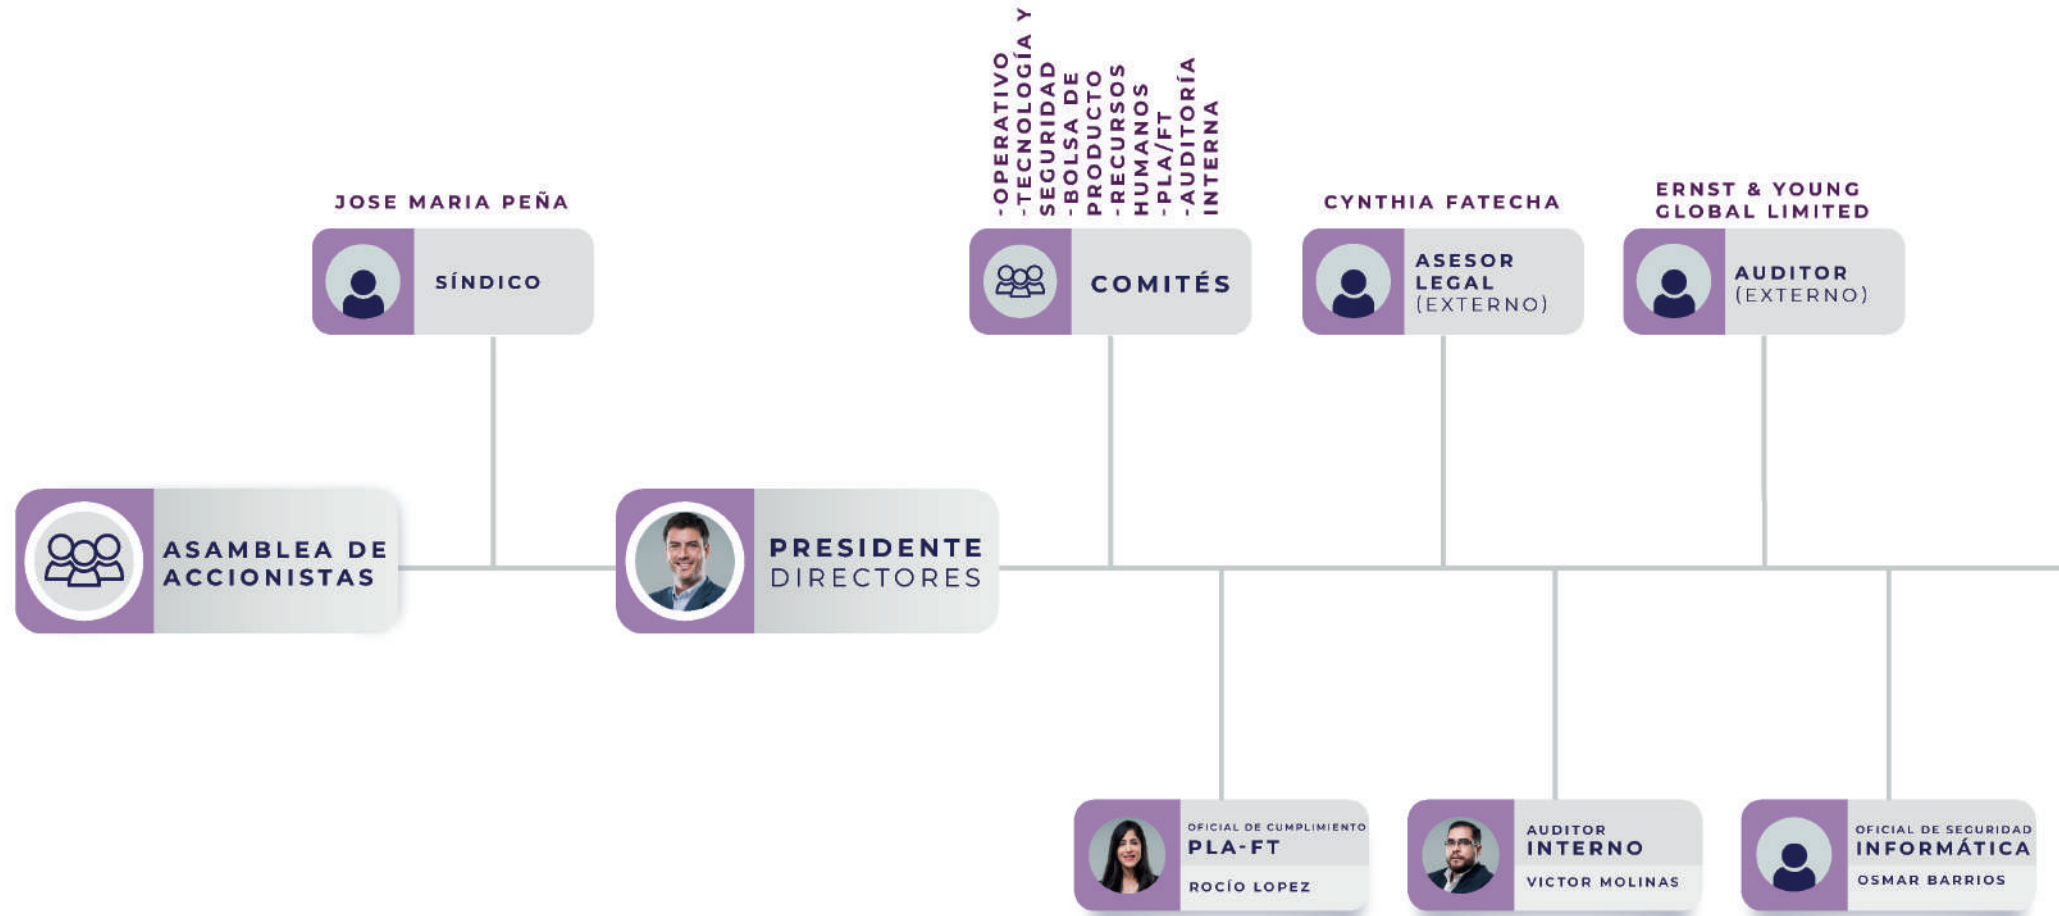 -OPERATIVO
-TECNOLOGÍA Y
SEGURIDAD
-BOLSA DE
PRODUCTO
-RECURSOS
HUMANOS
-PLA/FT
-AUDITORÍA
INTERNA
JOSE MARIA PEÑA
SÍNDICO
COMITÉS
CYNTHIA FATECHA
ASESOR
LEGAL
(EXTERNO)
ERNST & YOUNG
GLOBAL LIMITED
AUDITOR
(EXTERNO)
ASAMBLEA DE
ACCIONISTAS
PRESIDENTE
DIRECTORES
OFICIAL DE CUMPLIMIENTO
PLA-FT
ROCÍO LOPEZ
AUDITOR
INTERNO
VICTOR MOLINAS
OFICIAL DE SEGURIDAD
INFORMÁTICA
OSMAR BARRIOS